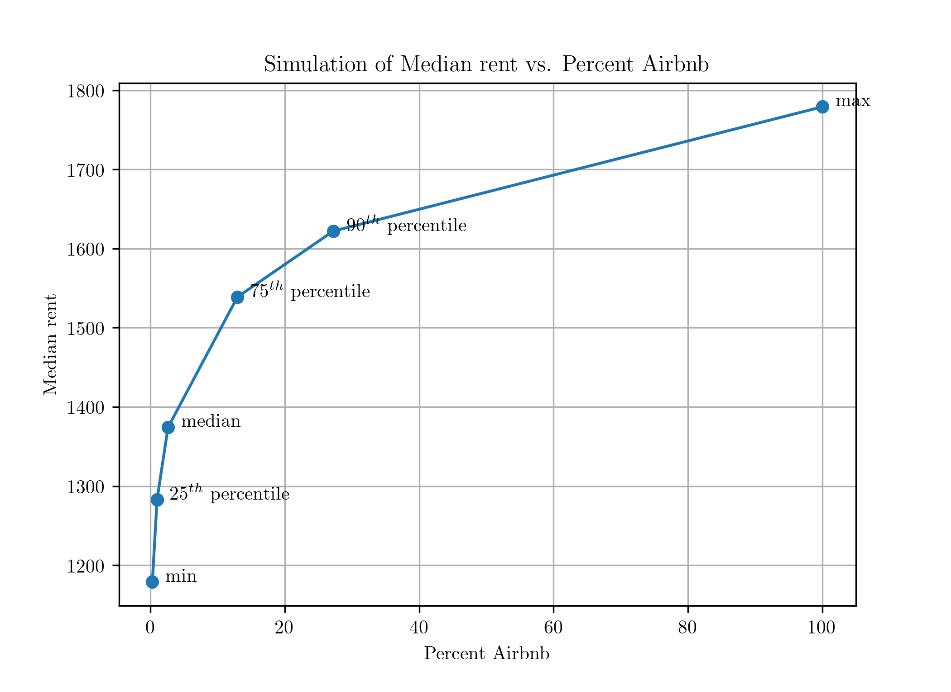 Simulation of Median rent vs. Percent Airbnb
1800
max
1700
90th percentile
1600
75th percentile
1500
Median rent
1400
median
1300
25th percentile
1200
min
0 20 40 60 80 100
Percent Airbnb